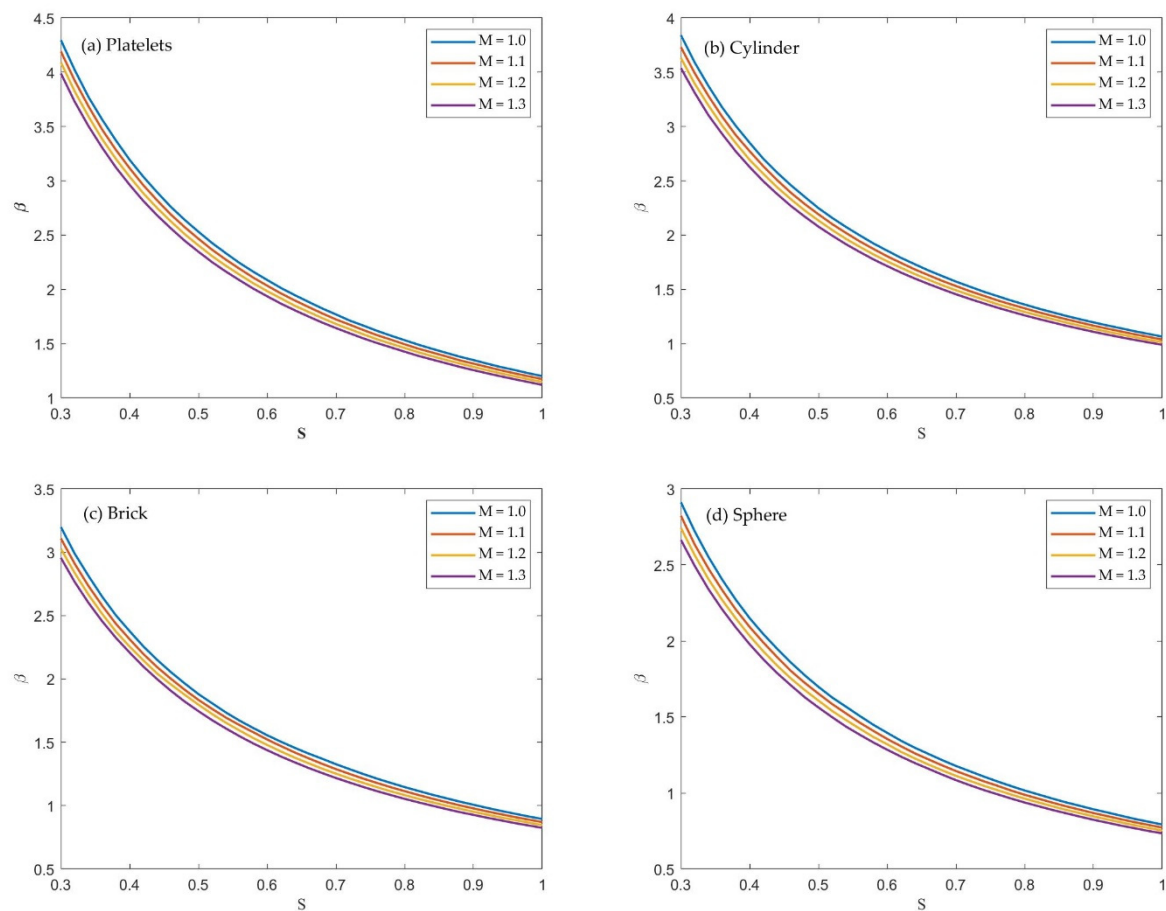 (a) Platelets
M = 1.0
M = 1.1
M = 1.2
M = 1.3
4.5
4
3.5
3
2.5
2
1.5
1
β
0.3 0.4 0.5 0.6 0.7 0.8 0.9 1
S
(b) Cylinder
M = 1.0
M = 1.1
M = 1.2
M = 1.3
4
3.5
3
2.5
2
1.5
1
0.5
β
0.3 0.4 0.5 0.6 0.7 0.8 0.9 1
S
(c) Brick
M = 1.0
M = 1.1
M = 1.2
M = 1.3
3.5
3
2.5
2
1.5
1
0.5
β
0.3 0.4 0.5 0.6 0.7 0.8 0.9 1
S
(d) Sphere
M = 1.0
M = 1.1
M = 1.2
M = 1.3
3
2.5
2
1.5
1
0.5
β
0.3 0.4 0.5 0.6 0.7 0.8 0.9 1
S